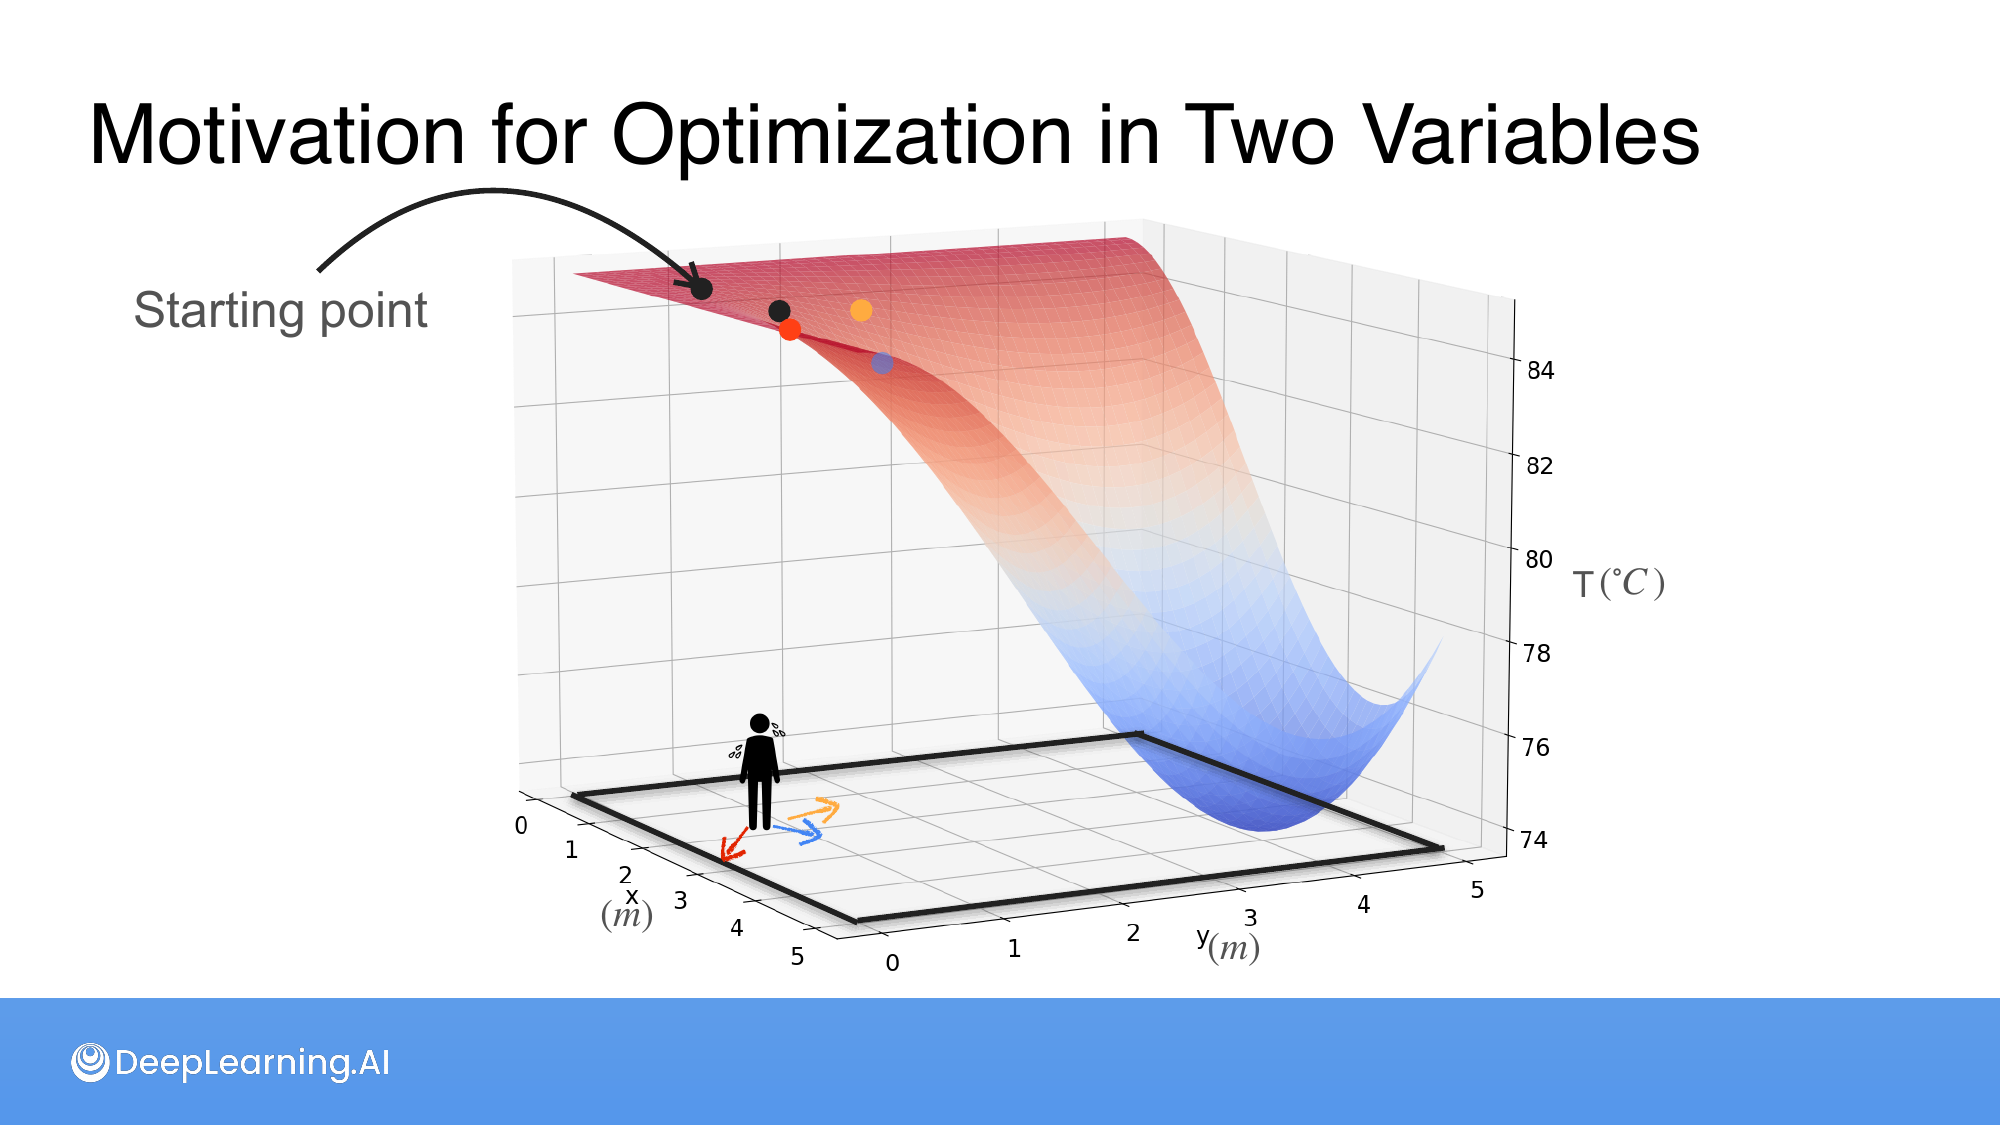 Motivation for Optimization in Two Variables
Starting point
84
82
80
T (°C)
78
76
74
0
1
2
3
4
5
x
(m)
0
1
2
3
4
5
y(m)
DeepLearning.AI